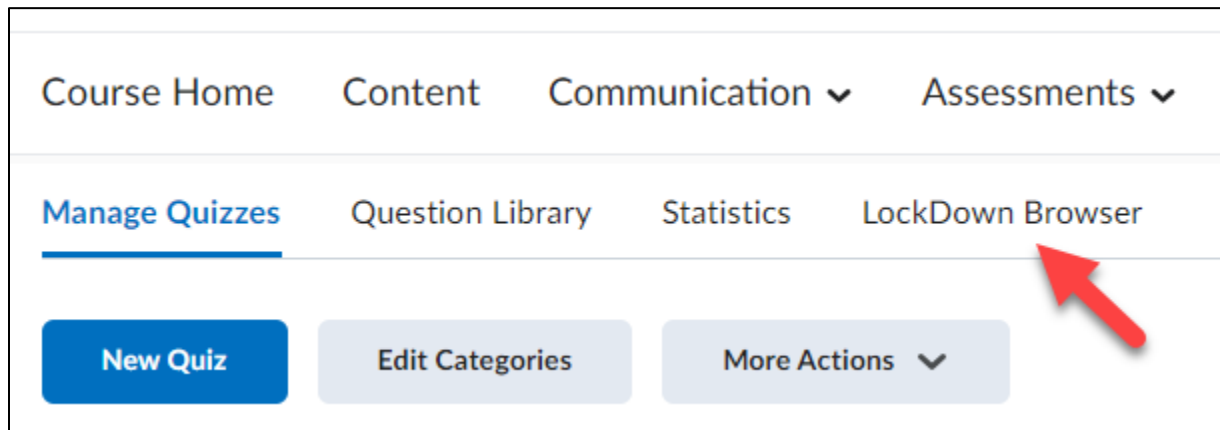 Course Home Content Communication Assessments
Manage Quizzes Question Library Statistics LockDown Browser
New Quiz Edit Categories More Actions